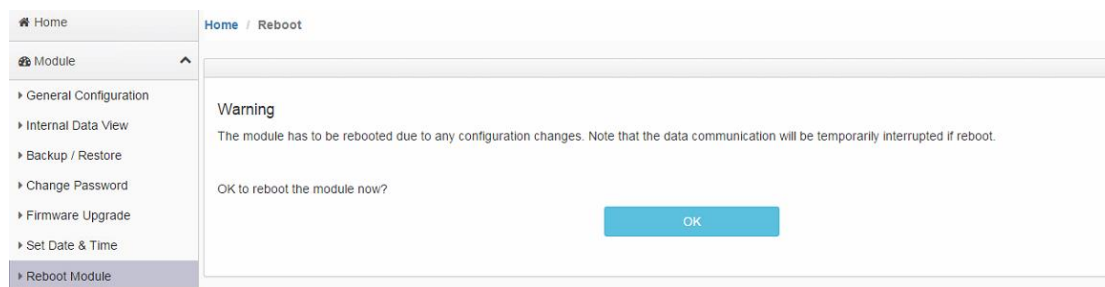 Home
Home / Reboot
Module
General Configuration
Internal Data View
Backup / Restore
Change Password
Firmware Upgrade
Set Date & Time
Reboot Module
Warning
The module has to be rebooted due to any configuration changes. Note that the data communication will be temporarily interrupted if reboot.
OK to reboot the module now?
OK